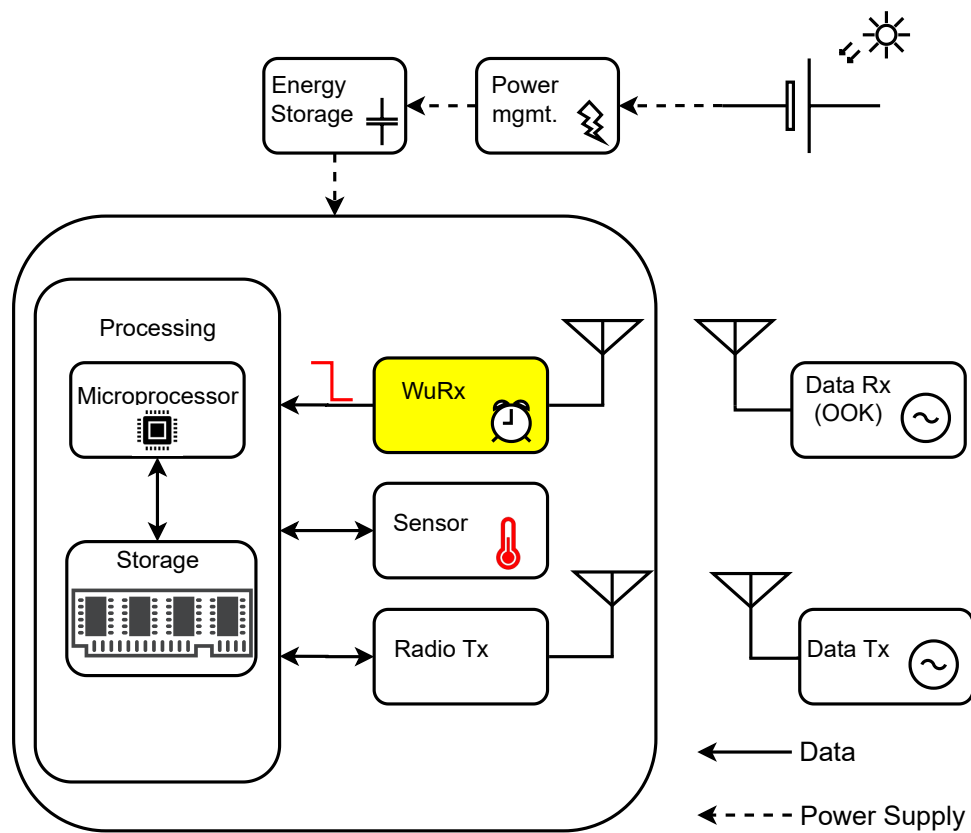 Energy
Storage
Power
mgmt.
Processing
Microprocessor
WuRx
Data Rx
(OOK)
Sensor
Storage
Radio Tx
Data Tx
Data
Power Supply